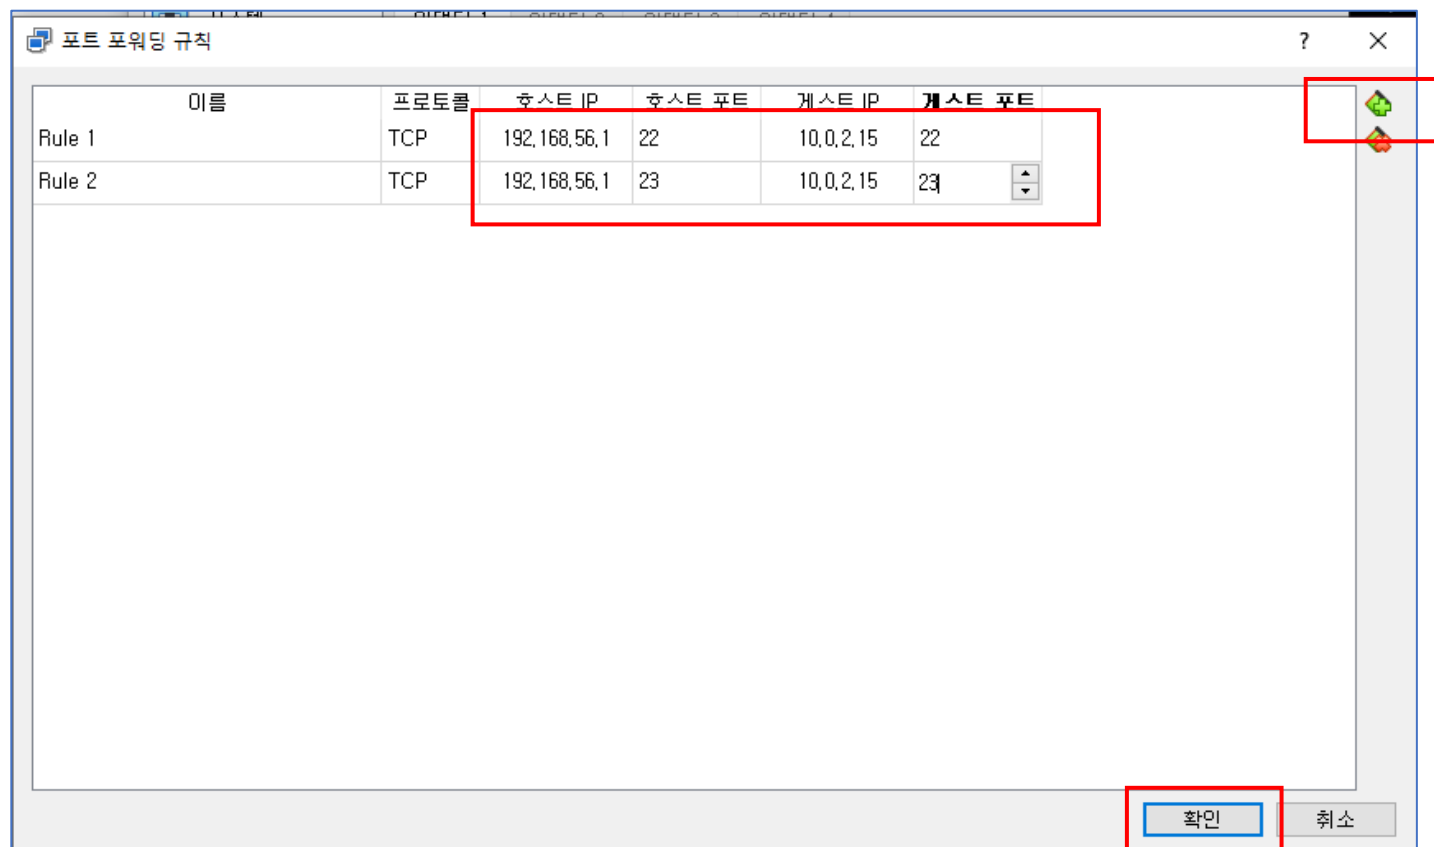 포트 포워딩 규칙 ?
이름 프로토콜 호스트 IP 호스트 포트 게스트 IP 게스트 포트
Rule 1 TCP 192,168,56,1 22 10,0,2,15 22
Rule 2 TCP 192,168,56,1 23 10,0,2,15 23
확인 취소